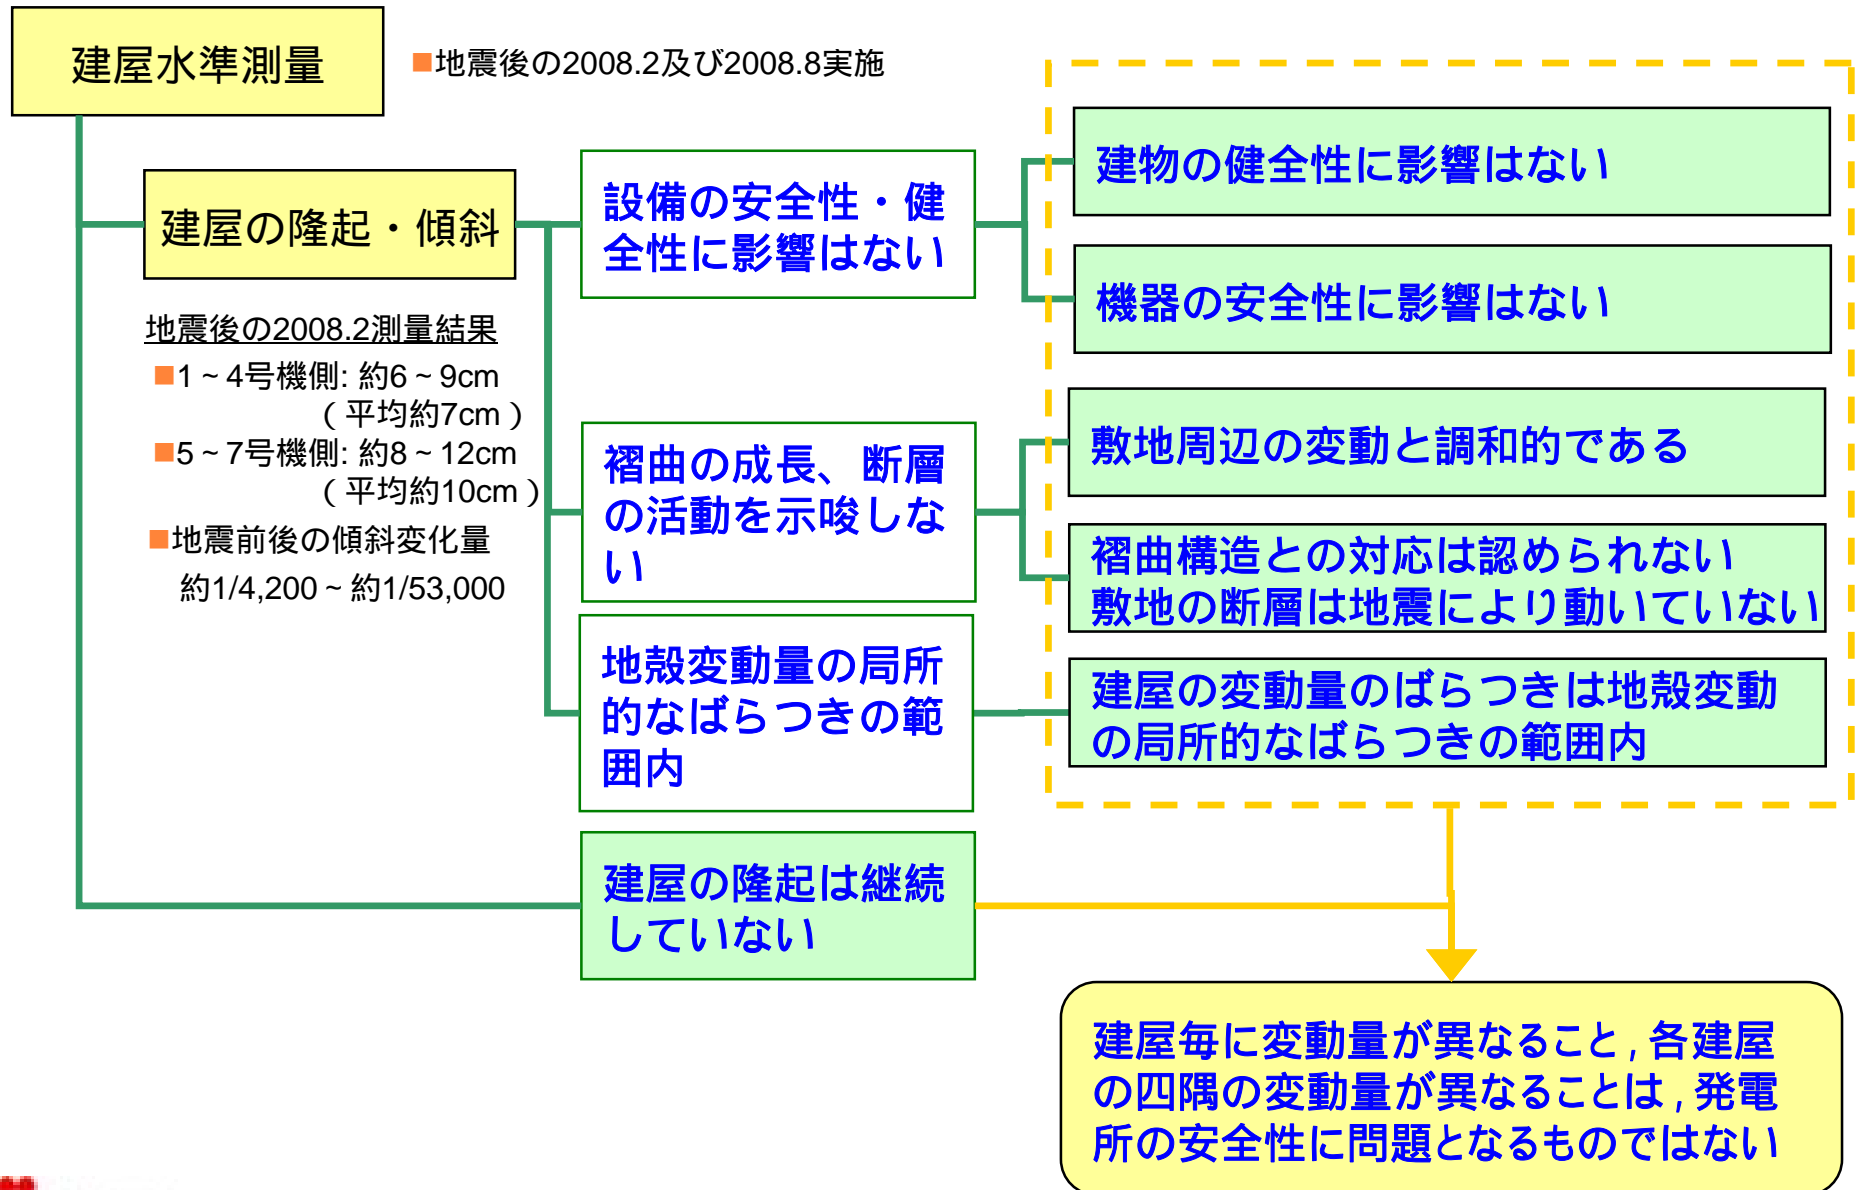 建屋水準測量
■地震後の2008.2及び2008.8実施
建屋の隆起・傾斜
地震後の2008.2測量結果
■1～4号機側: 約6～9cm
（平均約7cm）
■5～7号機側: 約8～12cm
（平均約10cm）
■地震前後の傾斜変化量
約1/4,200～約1/53,000
設備の安全性・健
全性に影響はない
褶曲の成長、断層
の活動を示唆しな
い
地殻変動量の局所
的なばらつきの範
囲内
建屋の隆起は継続
していない
建物の健全性に影響はない
機器の安全性に影響はない
敷地周辺の変動と調和的である
褶曲構造との対応は認められない
敷地の断層は地震により動いていない
建屋の変動量のばらつきは地殻変動
の局所的なばらつきの範囲内
建屋毎に変動量が異なること，各建屋
の四隅の変動量が異なることは，発電
所の安全性に問題となるものではない